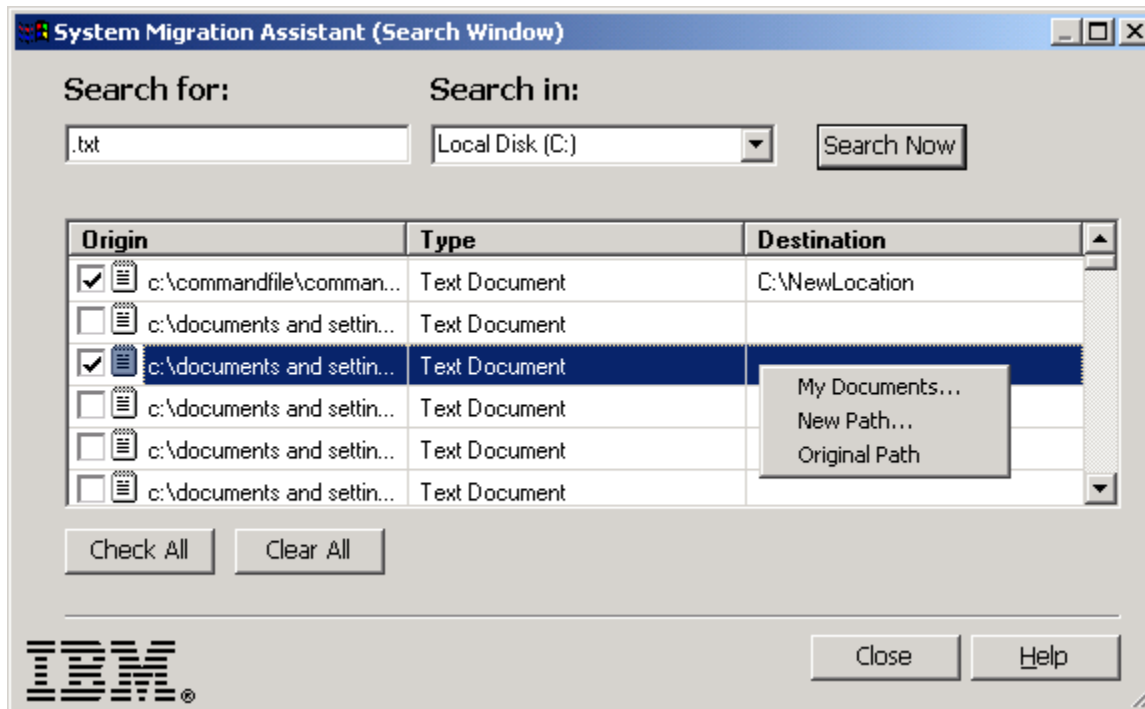 System Migration Assistant (Search Window)
Search for: Search in:
.txt Local Disk (C:) Search Now
Origin Type Destination
c:\commandfile\comman... Text Document C:\NewLocation
c:\documents and settin... Text Document
c:\documents and settin... Text Document
My Documents...
c:\documents and settin... Text Document
New Path...
c:\documents and settin... Text Document
Original Path
c:\documents and settin... Text Document
Check All Clear All
IBM®
Close Help